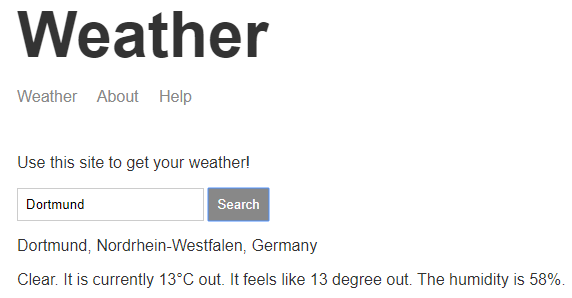 Weather
Weather About Help
Use this site to get your weather!
Dortmund Search
Dortmund, Nordrhein-Westfalen, Germany
Clear. It is currently 13°C out. It feels like 13 degree out. The humidity is 58%.